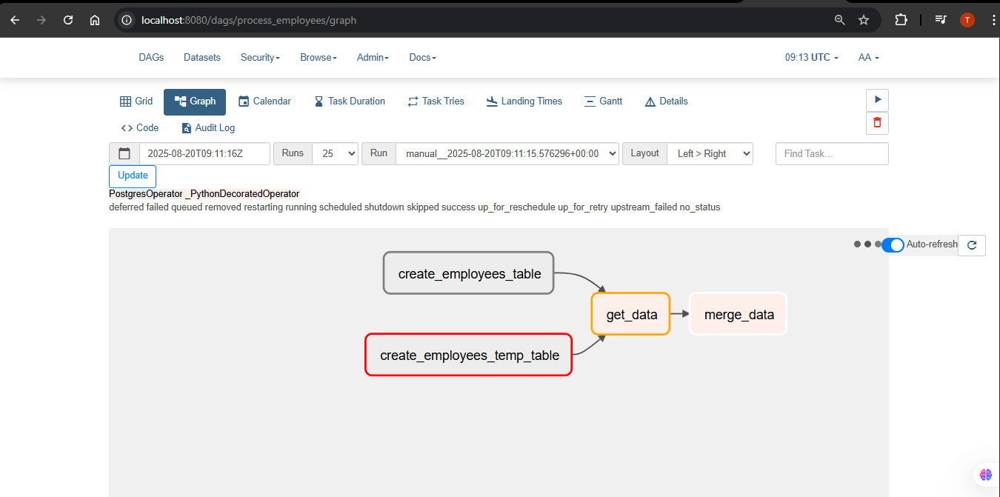 localhost:8080/dags/process_employees/graph
T
DAGs Datasets Security Browse Admin Docs 09:13 UTC AA
Grid Graph Calendar Task Duration Task Tries Landing Times Gantt Details
<> Code Audit Log
2025-08-20T09:11:16Z Runs 25 Run manual__2025-08-20T09:11:15.576296+00:00 Layout Left > Right Find Task...
Update
PostgresOperator _PythonDecoratedOperator
deferred failed queued removed restarting running scheduled shutdown skipped success up_for_reschedule up_for_retry upstream_failed no_status
Auto-refresh
create_employees_table
get_data merge_data
create_employees_temp_table